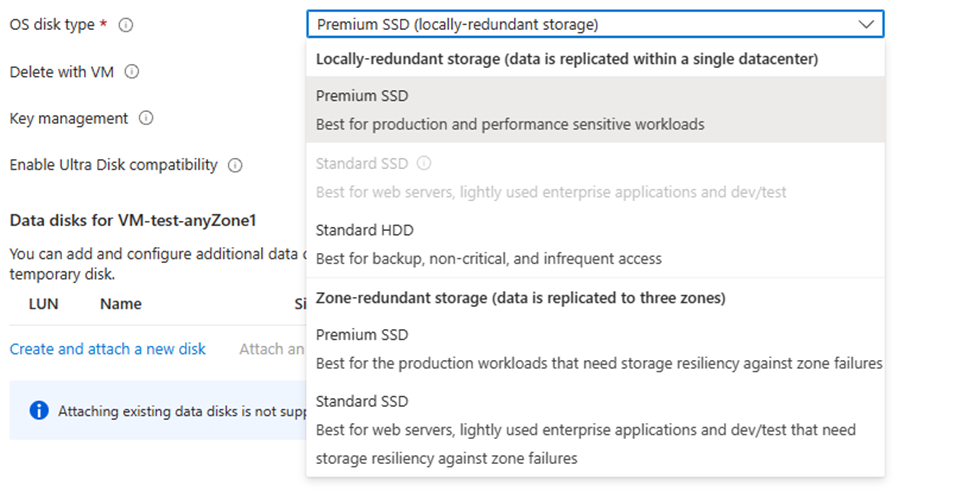 OS disk type *
Premium SSD (locally-redundant storage)
Locally-redundant storage (data is replicated within a single datacenter)
Delete with VM
Premium SSD
Key management
Best for production and performance sensitive workloads
Enable Ultra Disk compatibility
Standard SSD
Best for web servers, lightly used enterprise applications and dev/test
Data disks for VM-test-anyZone1
Standard HDD
You can add and configure additional data
Best for backup, non-critical, and infrequent access
temporary disk.
LUN Name
Zone-redundant storage (data is replicated to three zones)
Premium SSD
Create and attach a new disk
Attach an
Best for the production workloads that need storage resiliency against zone failures
Standard SSD
Attaching existing data disks is not supp
Best for web servers, lightly used enterprise applications and dev/test that need
storage resiliency against zone failures